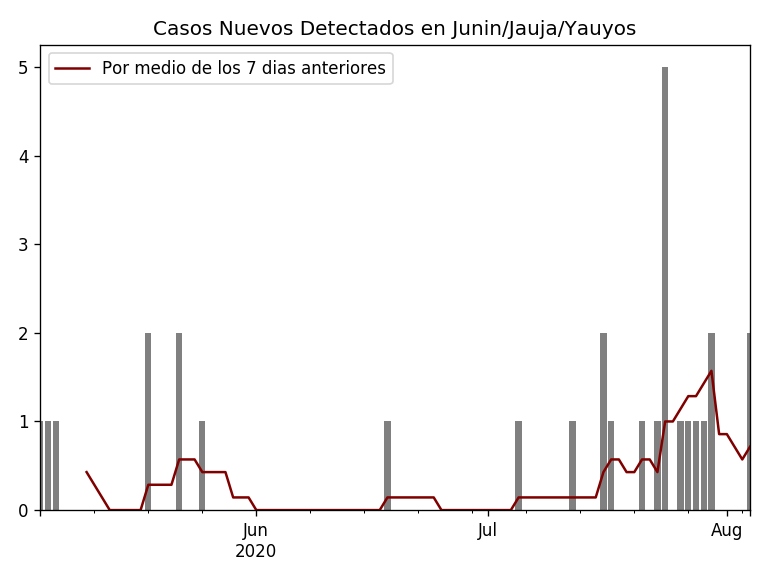 Casos Nuevos Detectados en Junin/Jauja/Yauyos
Por medio de los 7 dias anteriores
5
4
3
2
1
0
Jun
2020
Jul
Aug